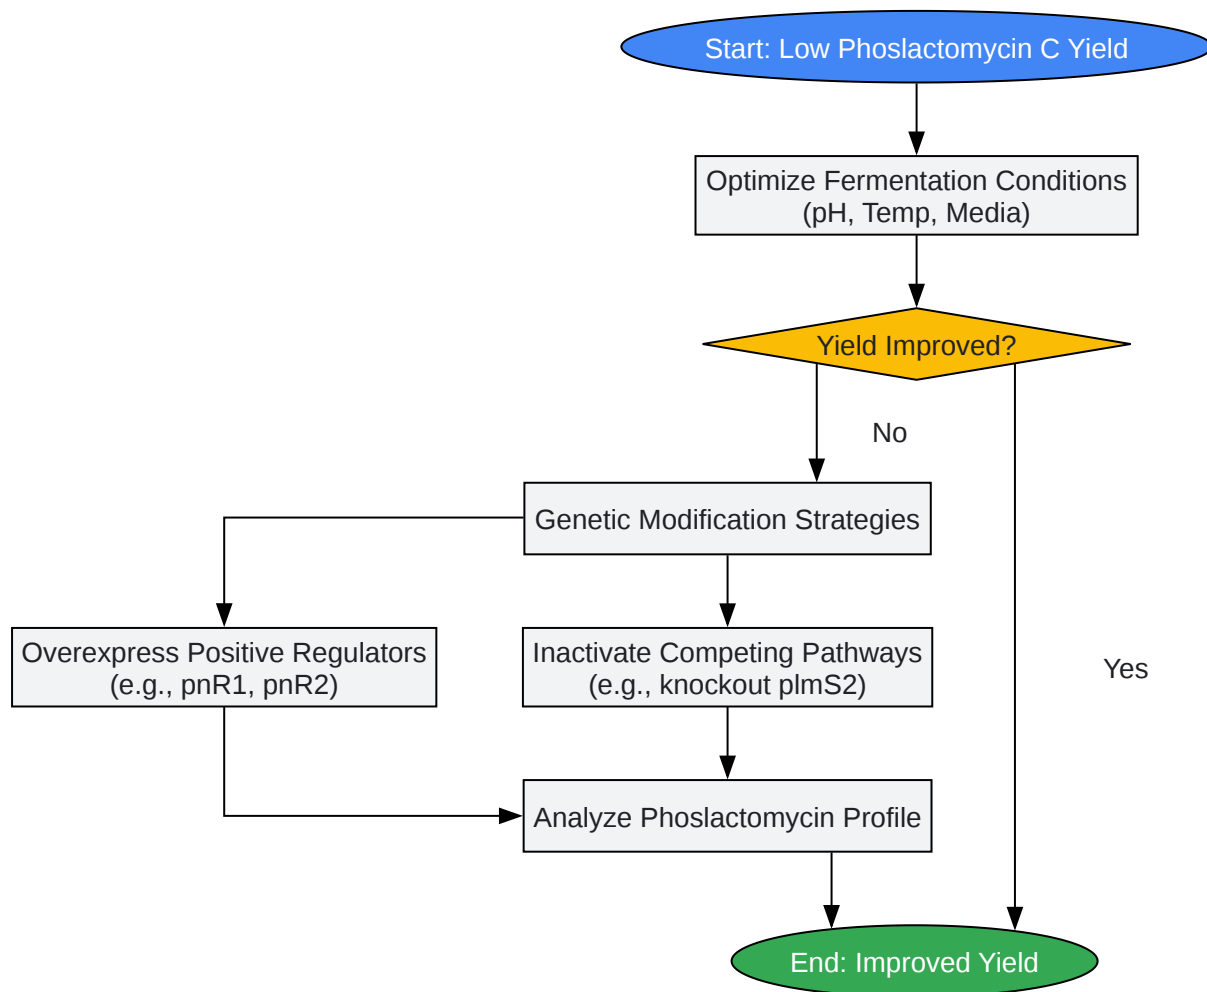 Start: Low Phoslactomycin C Yield
Optimize Fermentation Conditions
(pH, Temp, Media)
Yield Improved?
No
Genetic Modification Strategies
Overexpress Positive Regulators
(e.g., pnR1, pnR2)
Inactivate Competing Pathways
(e.g., knockout plmS2)
Yes
Analyze Phoslactomycin Profile
End: Improved Yield